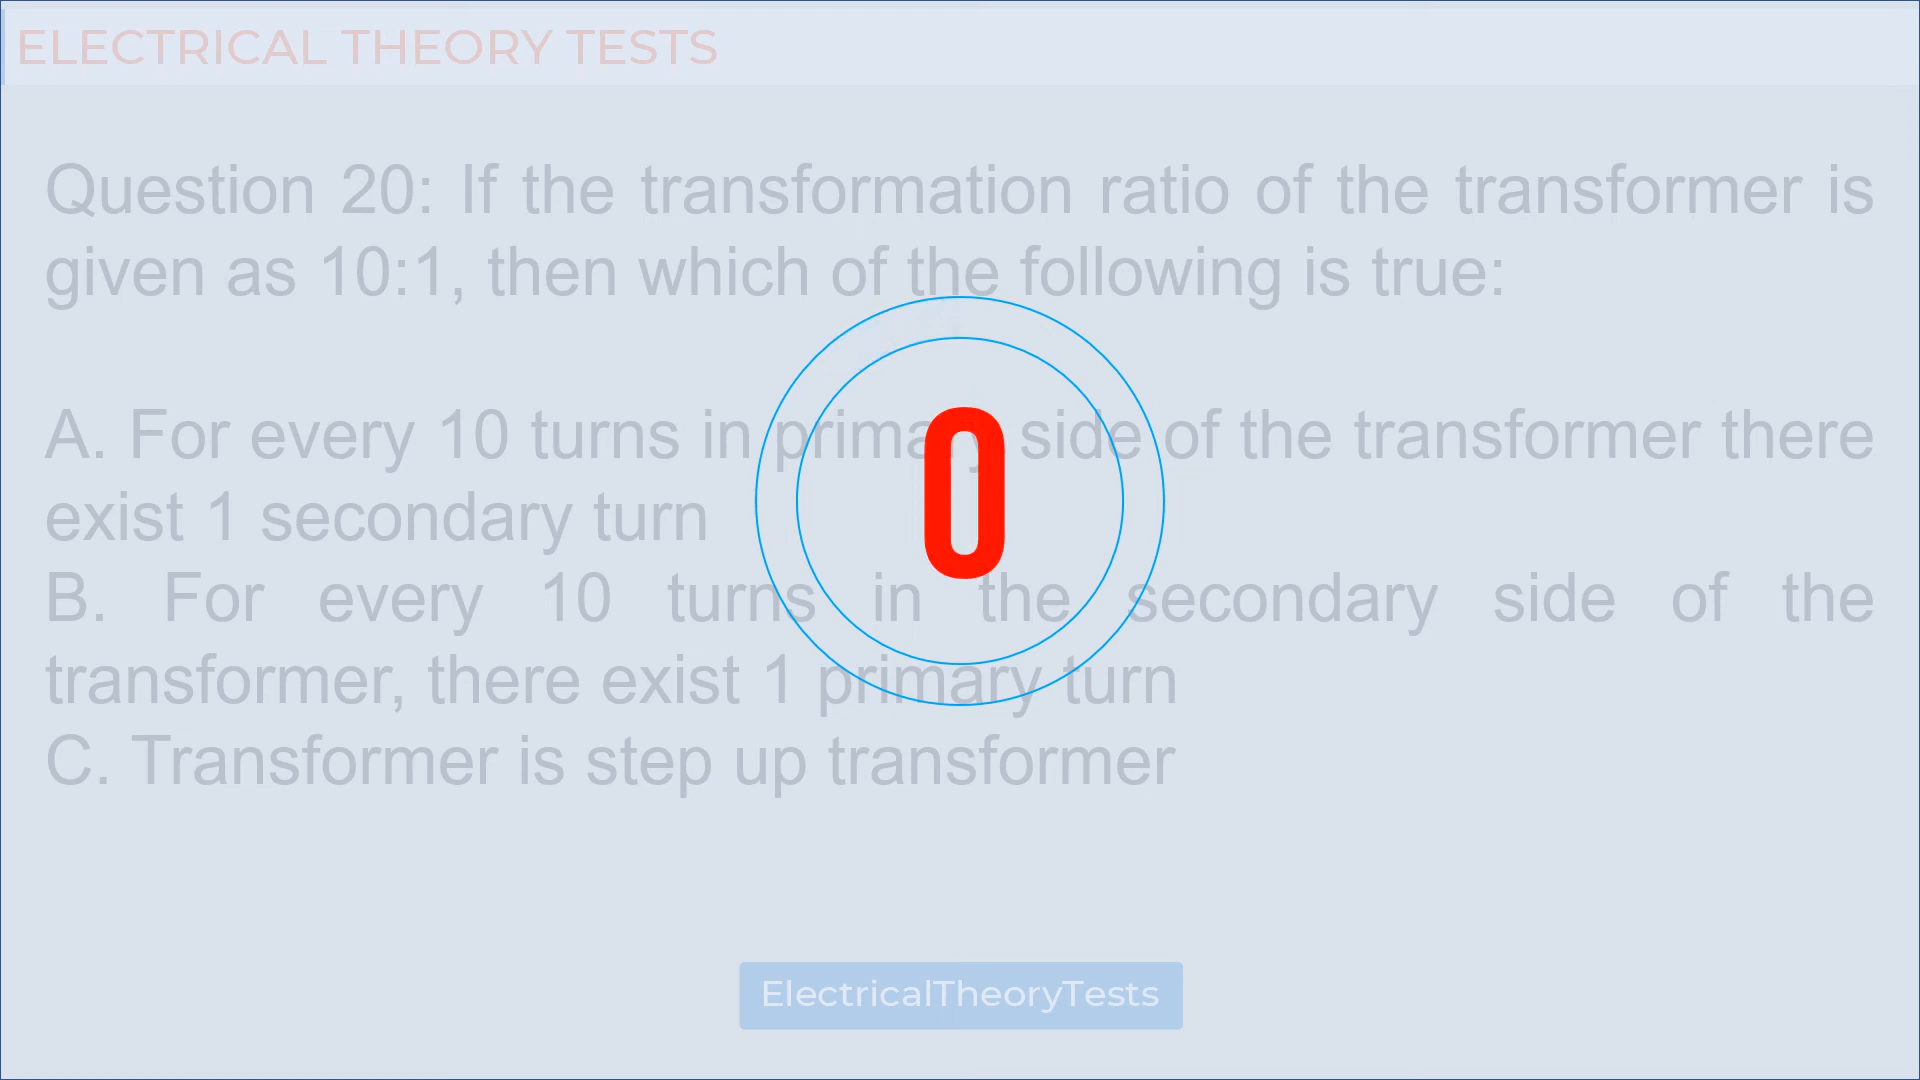 ELECTRICAL THEORY TESTS
Question 20: If the transformation ratio of the transformer is
given as 10:1, then which of the following is true:
A. For every 10 turns in primary side of the transformer there
exist 1 secondary turn
0
B. For every 10 turns in the secondary side of the
transformer, there exist 1 primary turn
C. Transformer is step up transformer
ElectricalTheoryTests